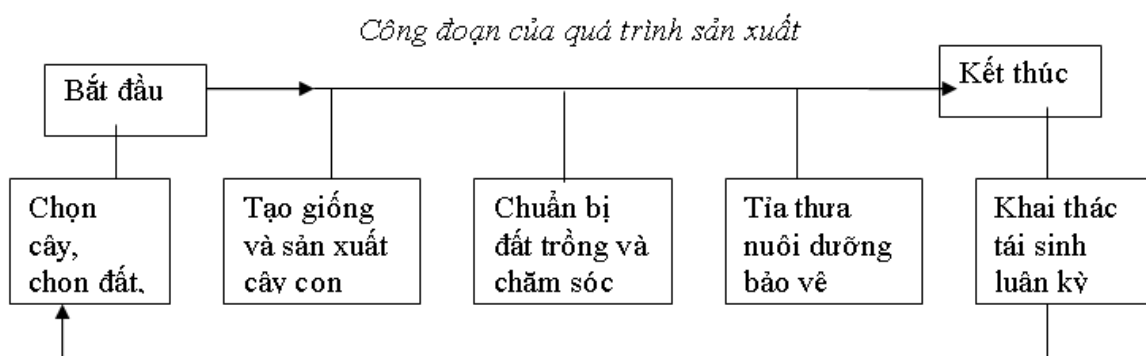 Công đoạn của quá trình sản xuất
Bắt đầu
Kết thúc
Chọn
cây,
chọn đất,
Tạo giống
và sản xuất
cây con
Chuẩn bị
đất trồng và
chăm sóc
Tỉa thưa
nuôi dưỡng
bảo vệ
Khai thác
tái sinh
luân kỳ